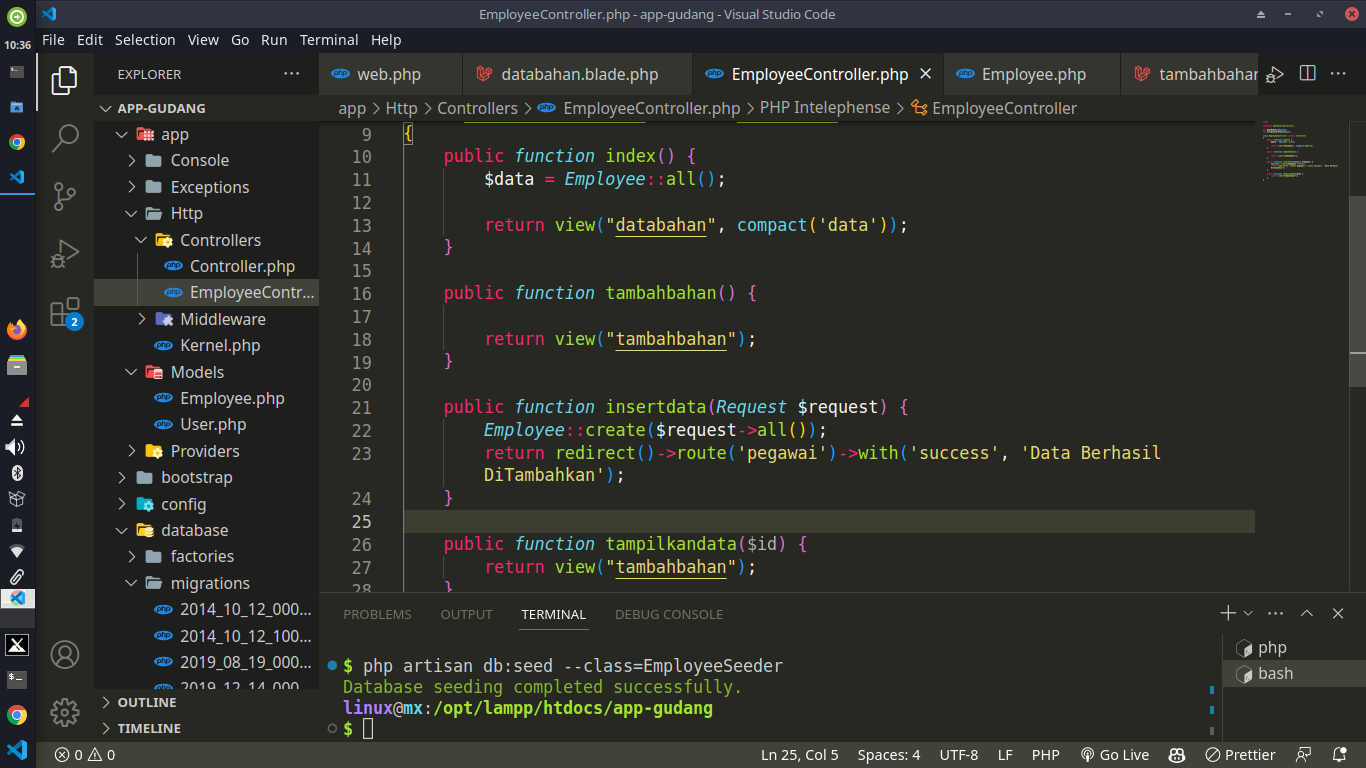 EmployeeController.php - app-gudang - Visual Studio Code
10:36
File Edit Selection View Go Run Terminal Help
EXPLORER
web.php databahan.blade.php EmployeeController.php Employee.php tambahbahan
APP-GUDANG
app > Http > Controllers > EmployeeController.php > PHP Intelephense > EmployeeController
app
Console
Exceptions
Http
Controllers
Controller.php
EmployeeContr...
Middleware
Kernel.php
Models
Employee.php
User.php
Providers
bootstrap
config
database
factories
migrations
2014_10_12_000...
2014_10_12_100...
2019_08_19_000...
2019_12_14_000...
OUTLINE
TIMELINE
2
9 {
10 public function index() {
11 $data = Employee::all();
12
13 return view("databahan", compact('data'));
14 }
15
16 public function tambahbahan() {
17
18 return view("tambahbahan");
19 }
20
21 public function insertdata(Request $request) {
22 Employee::create($request->all());
23 return redirect()->route('pegawai')->with('success', 'Data Berhasil
DiTambahkan');
24 }
25
26 public function tampilkandata($id) {
27 return view("tambahbahan");
28 }
PROBLEMS OUTPUT TERMINAL DEBUG CONSOLE
$ php artisan db:seed --class=EmployeeSeeder
Database seeding completed successfully.
linux@mx:/opt/lampp/htdocs/app-gudang
$
php
bash
0 0 Ln 25, Col 5 Spaces: 4 UTF-8 LF PHP Go Live Prettier